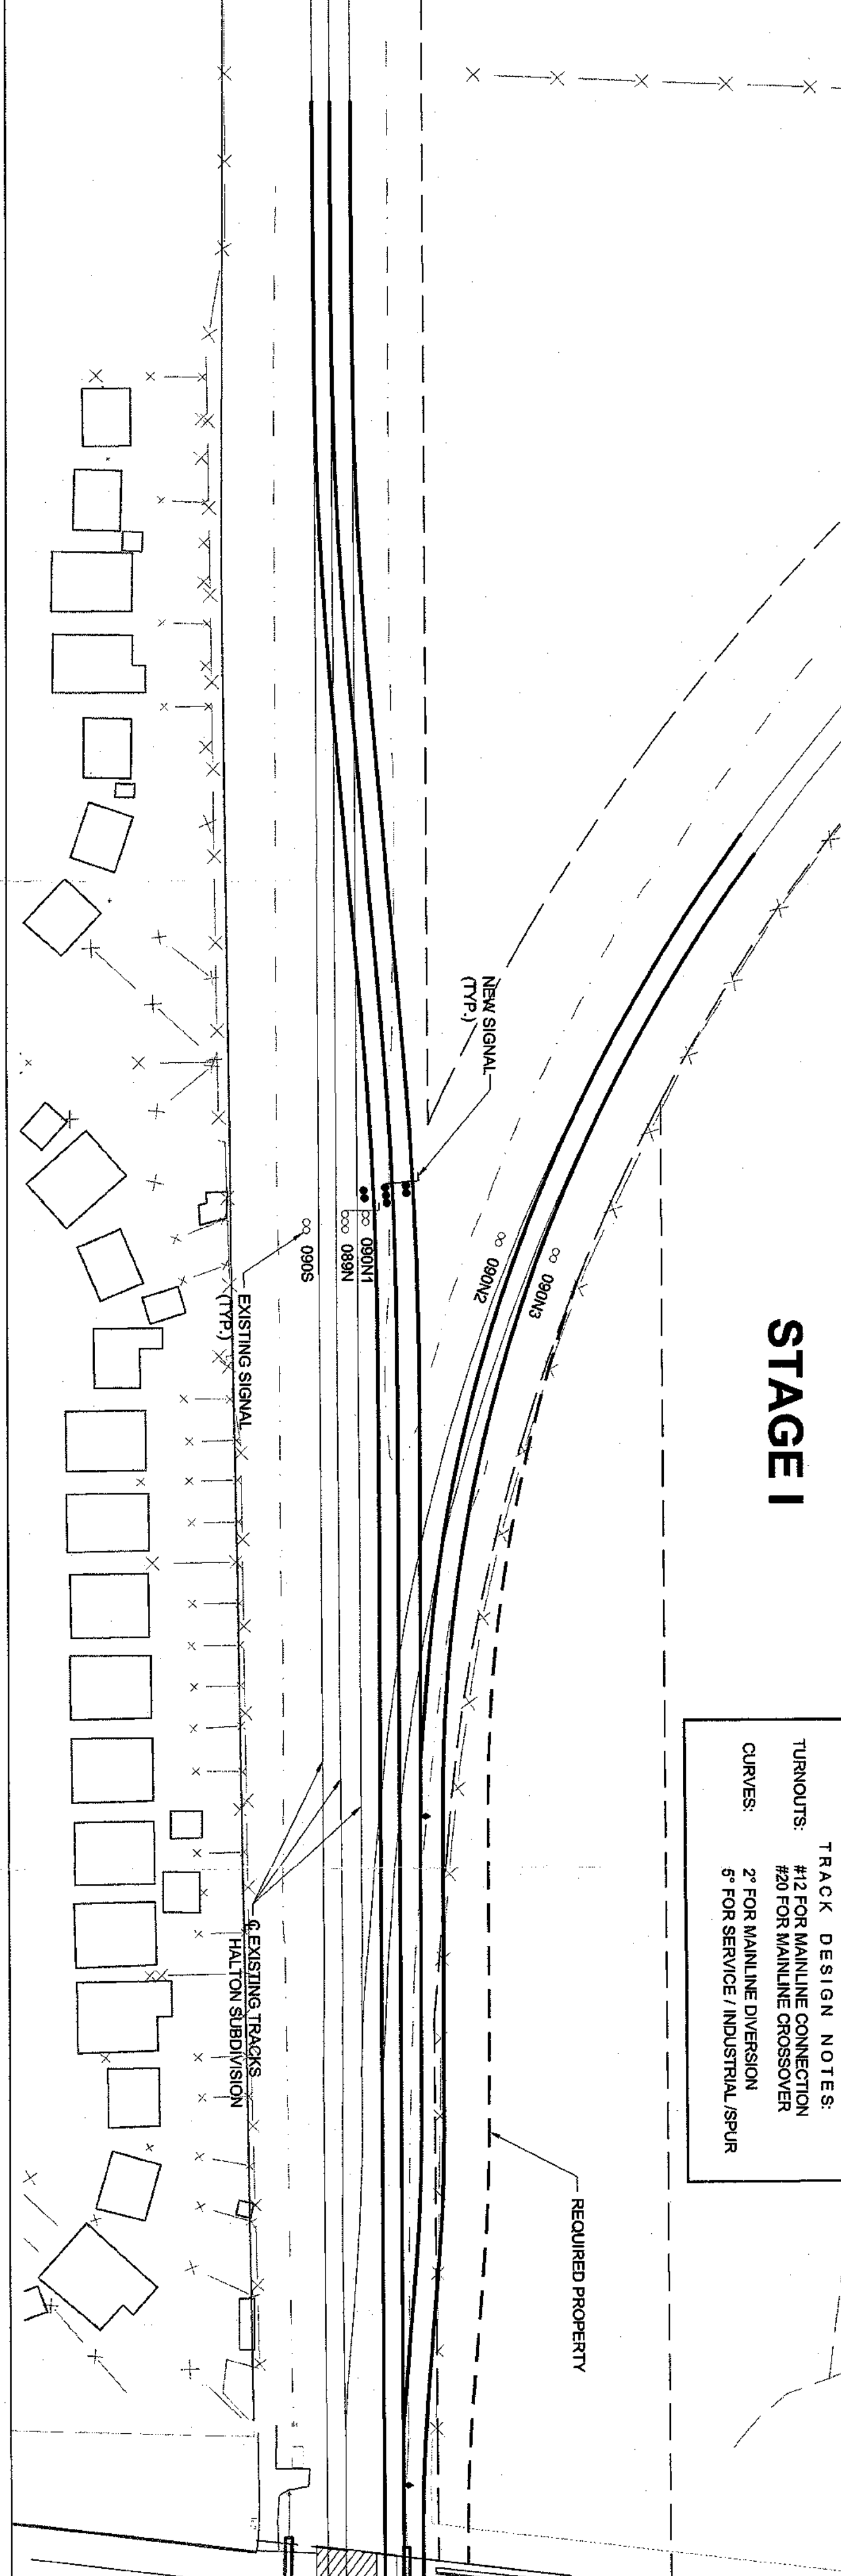 STAGE I
TRACK DESIGN NOTES:
TURNOUTS: #12 FOR MAINLINE CONNECTION
#20 FOR MAINLINE CROSSOVER
CURVES: 2° FOR MAINLINE DIVERSION
5° FOR SERVICE / INDUSTRIAL /SPUR
NEW SIGNAL
(TYP.)
090N3
090N2
090N1
089N
090S
EXISTING SIGNAL
(TYP.)
REQUIRED PROPERTY
℄ EXISTING TRACKS
HALTON SUBDIVISION